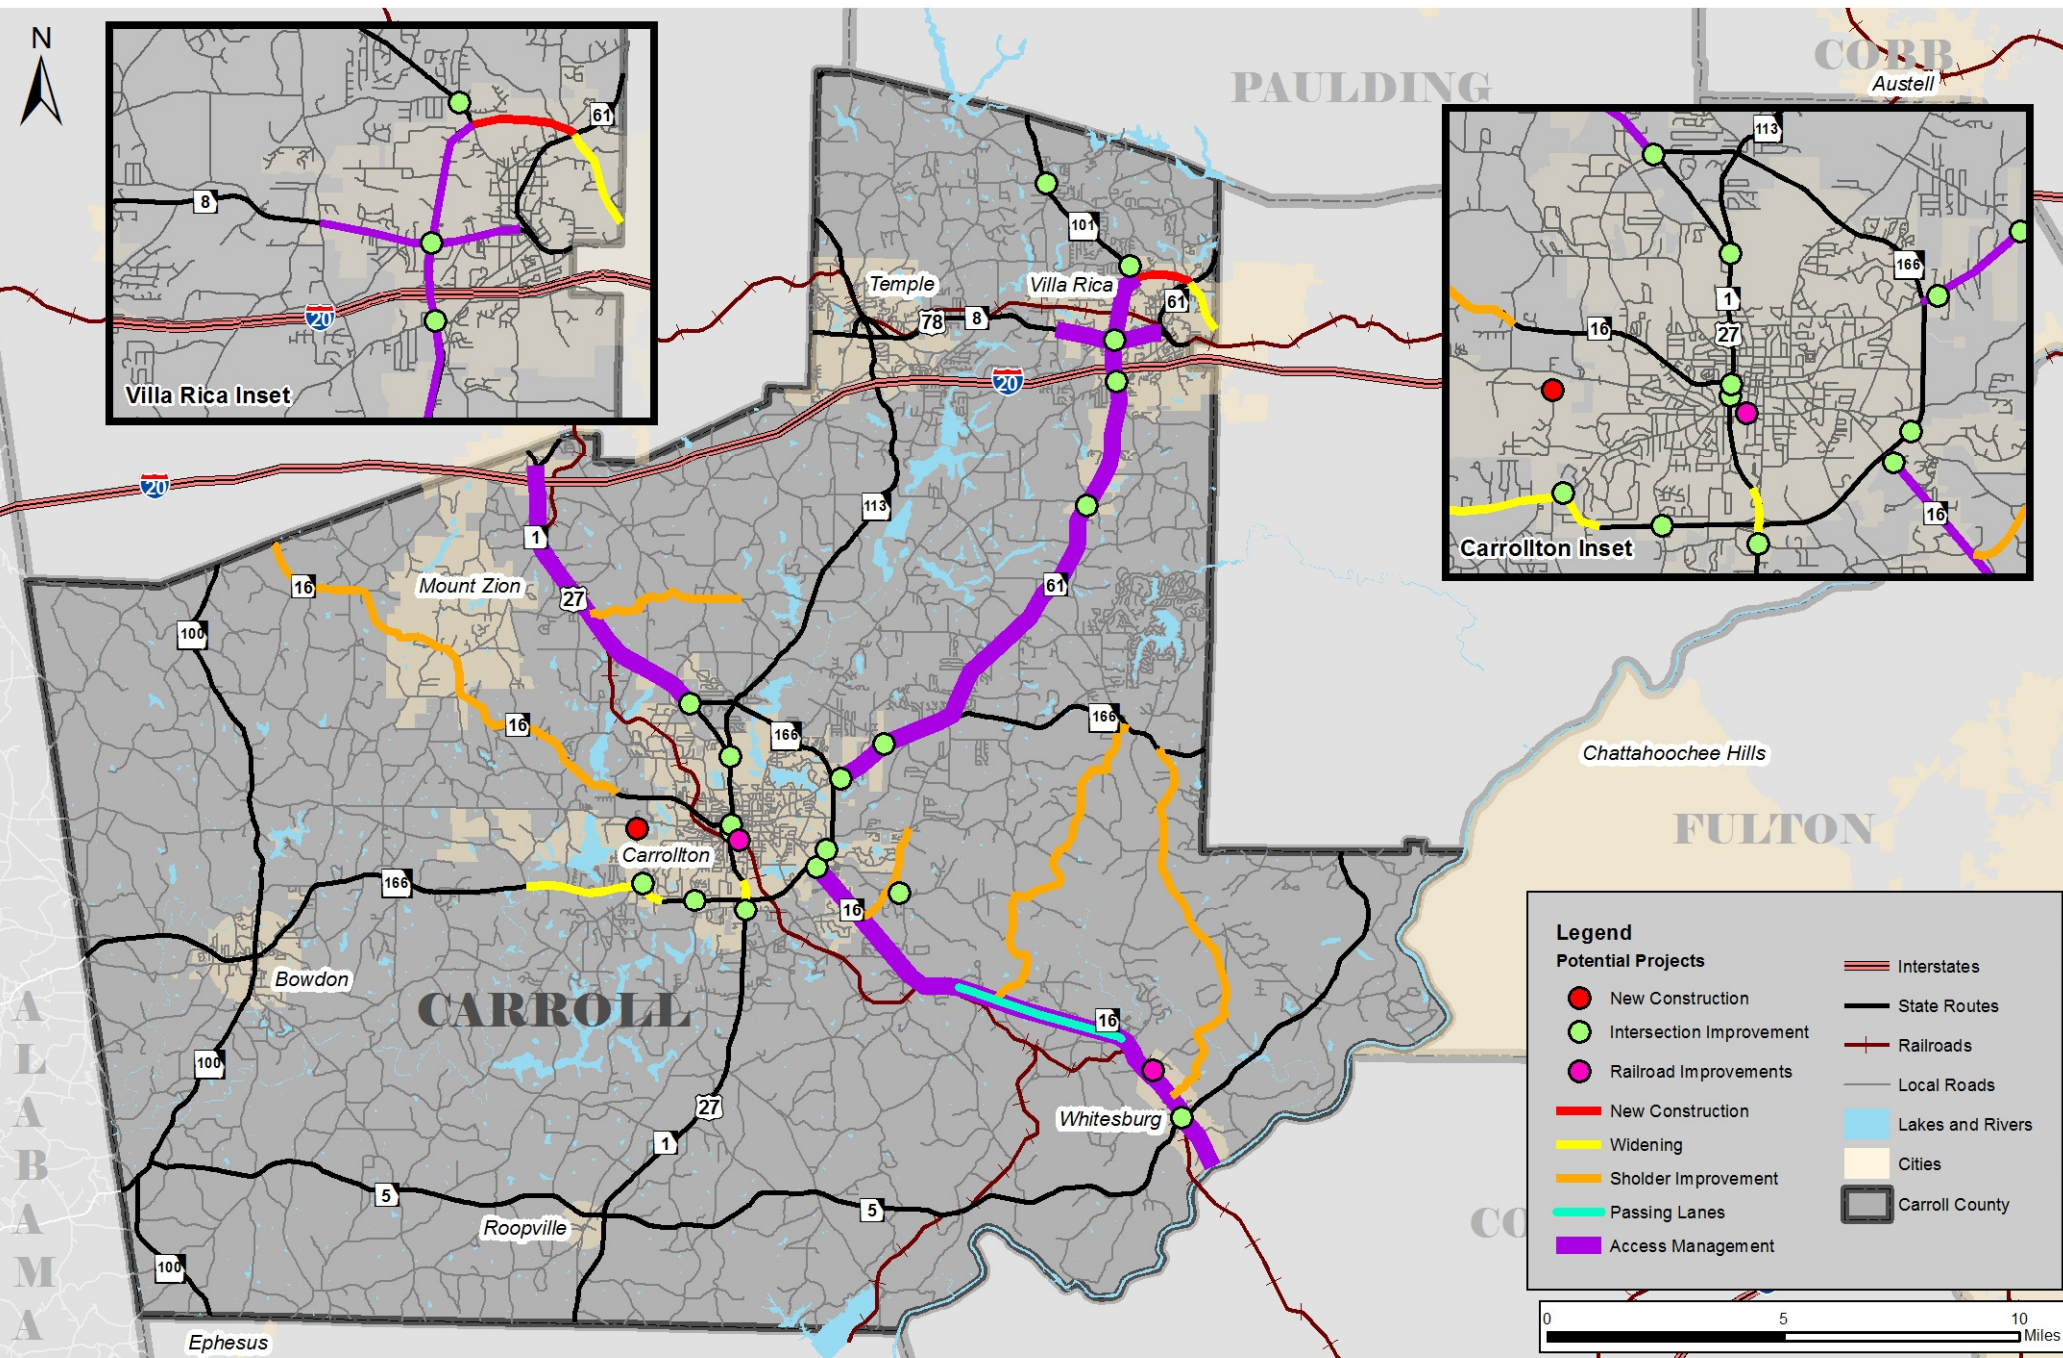 N
PAULDING
COBB
Austell
61
8
20
Villa Rica Inset
113
166
1
27
16
16
Carrollton Inset
101
Temple
Villa Rica
61
78
8
20
20
113
1
Mount Zion
27
16
61
100
16
166
166
Chattahoochee Hills
FULTON
Carrollton
166
16
Bowdon
CARROLL
16
100
Whitesburg
27
1
5
5
Roopville
100
Ephesus
ALABAMA
CO
Legend
Potential Projects
New Construction
Intersection Improvement
Railroad Improvements
New Construction
Widening
Sholder Improvement
Passing Lanes
Access Management
Interstates
State Routes
Railroads
Local Roads
Lakes and Rivers
Cities
Carroll County
0 5 10
Miles